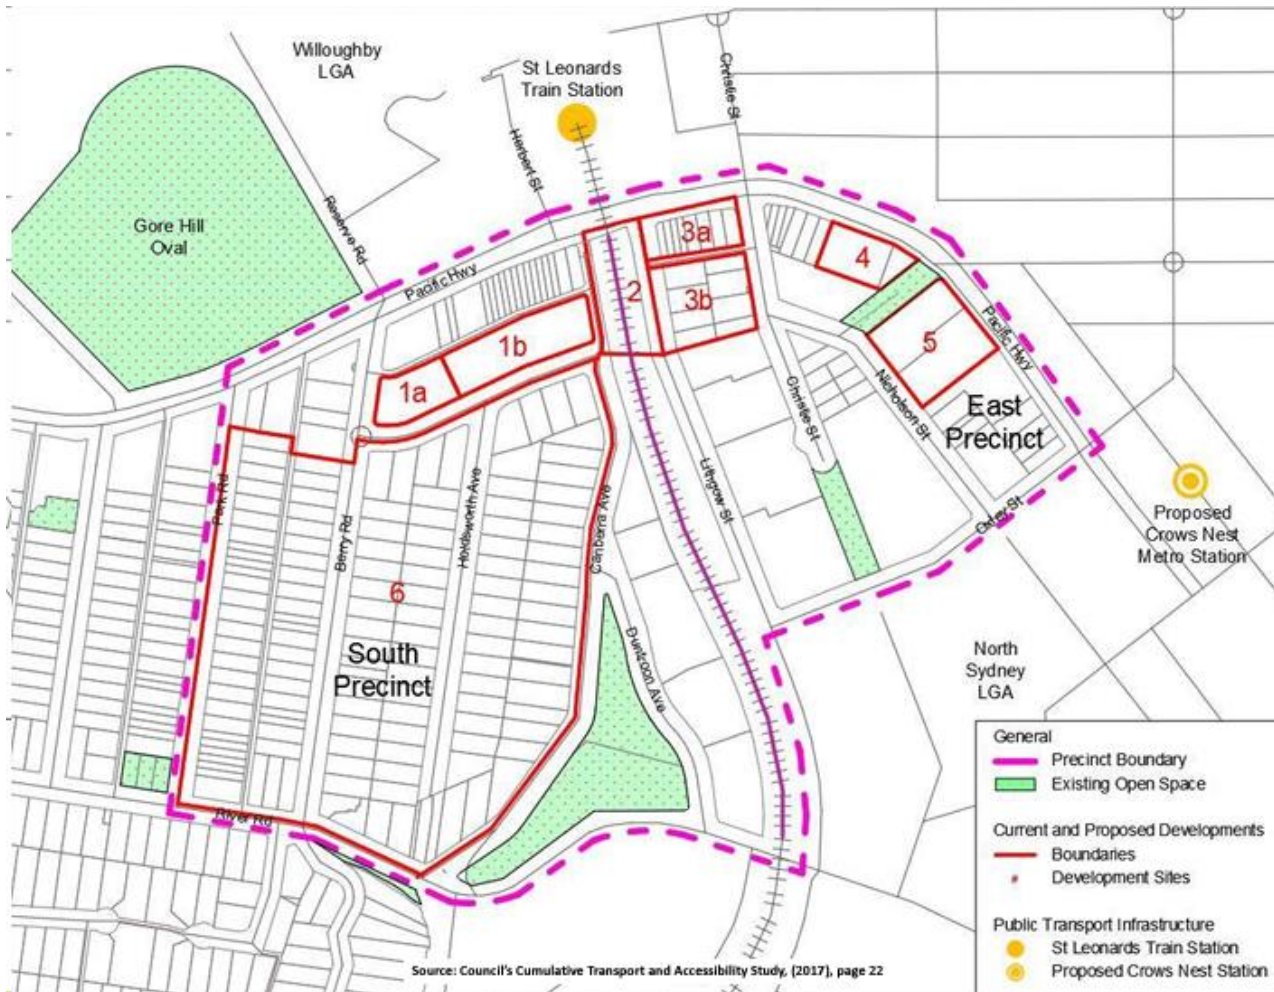 Willoughby
LGA
St Leonards
Train Station
Christie St
Herbert St
Gore Hill
Oval
Reserve Rd
Pacific Hwy
3a
4
2
3b
1b
1a
5
Pacific Hwy
Nicholson St
Christie St
East
Precinct
Park Rd
Berry Rd
Holdsworth Ave
Canberra Ave
Lithgow St
Oxley St
Proposed
Crows Nest
Metro Station
6
South
Precinct
Duntroon Ave
North
Sydney
LGA
River Rd
General
Precinct Boundary
Existing Open Space
Current and Proposed Developments
Boundaries
Development Sites
Public Transport Infrastructure
St Leonards Train Station
Proposed Crows Nest Station
Source: Council's Cumulative Transport and Accessibility Study, (2017), page 22